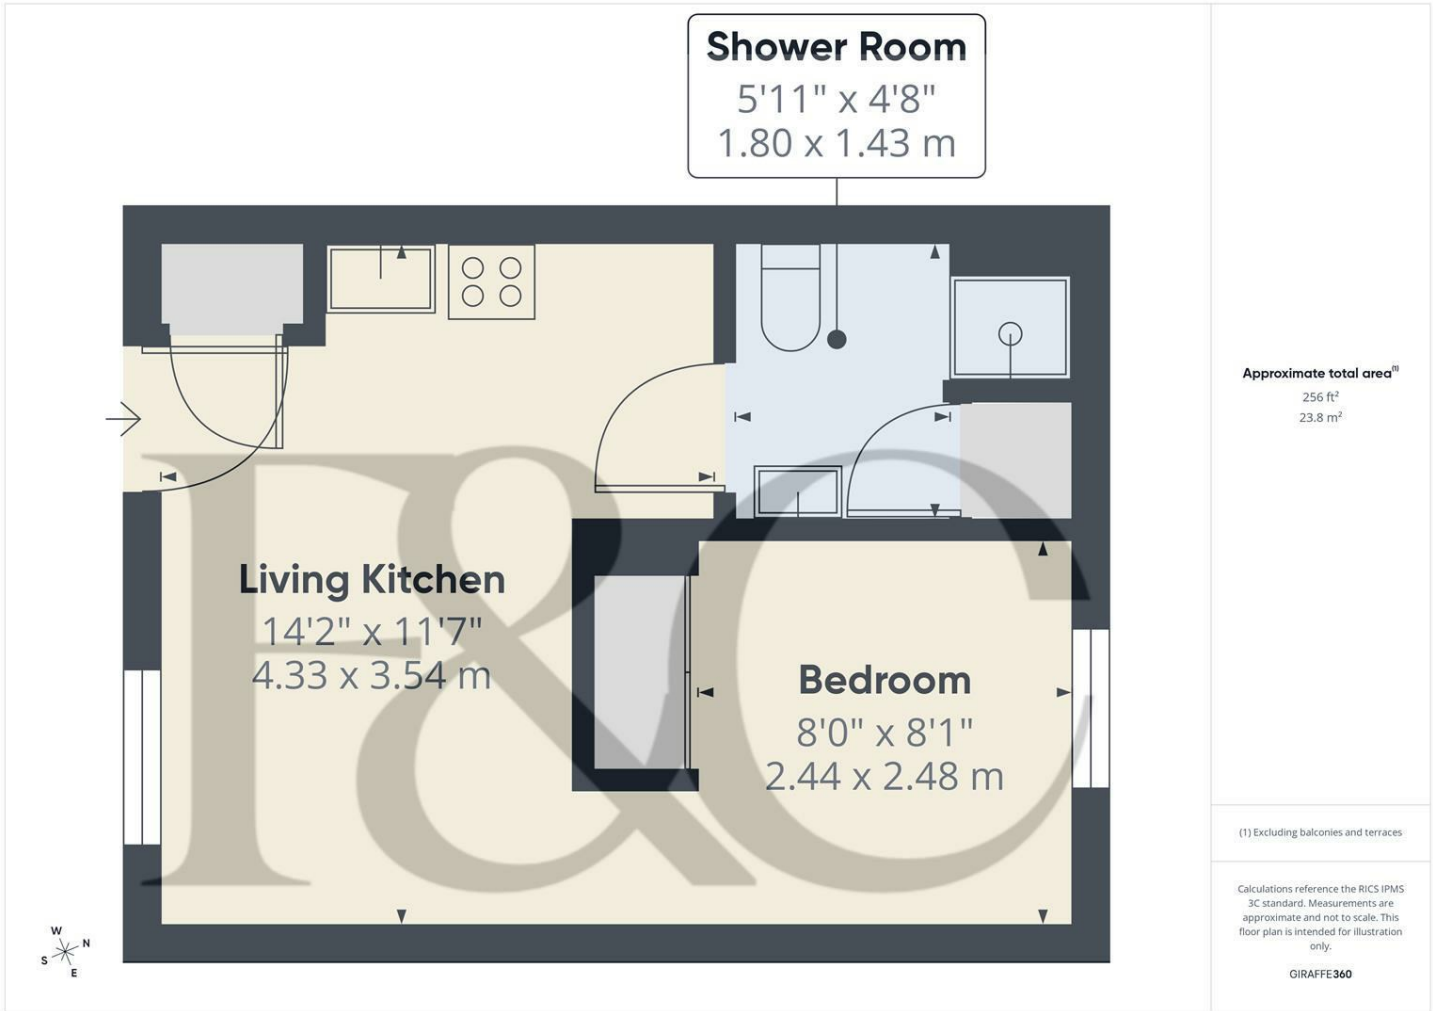 Shower Room
5'11" x 4'8"
1.80 x 1.43 m
Living Kitchen
14'2" x 11'7"
4.33 x 3.54 m
Bedroom
8'0" x 8'1"
2.44 x 2.48 m
F&C
W
N
S
E
Approximate total area(1)
256 ft²
23.8 m²
(1) Excluding balconies and terraces
Calculations reference the RICS IPMS
3C standard. Measurements are
approximate and not to scale. This
floor plan is intended for illustration
only.
GIRAFFE360